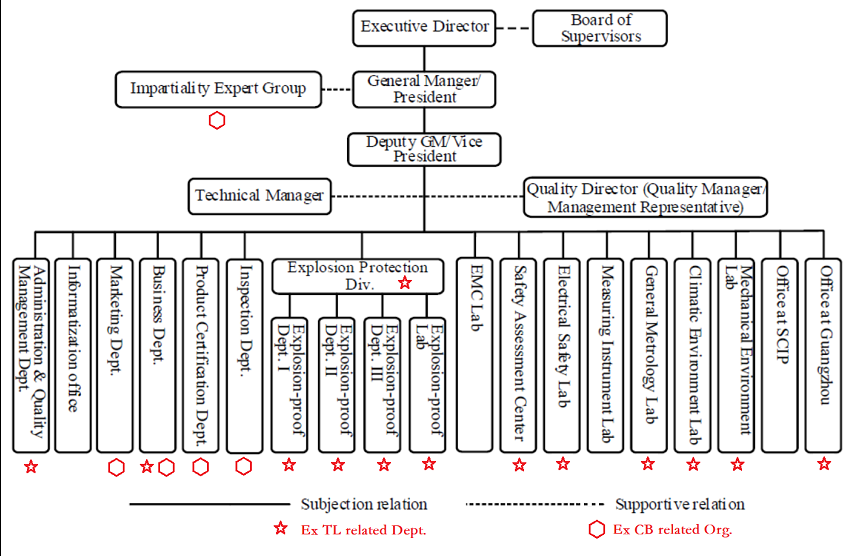 Executive Director
Board of
Supervisors
Impartiality Expert Group
General Manger/
President
Deputy GM/Vice
President
Technical Manager
Quality Director (Quality Manager/
Management Representative)
Administration & Quality
Management Dept.
Informatization office
Marketing Dept.
Business Dept.
Product Certification Dept.
Inspection Dept.
Explosion Protection
Div.
Explosion-proof
Dept. I
Explosion-proof
Dept. II
Explosion-proof
Dept. III
Explosion-proof
Lab
EMC Lab
Safety Assessment Center
Electrical Safety Lab
Measuring Instrument Lab
General Metrology Lab
Climatic Environment Lab
Mechanical Environment
Lab
Office at SCIP
Office at Guangzhou
Subjection relation
Supportive relation
Ex TL related Dept.
Ex CB related Org.